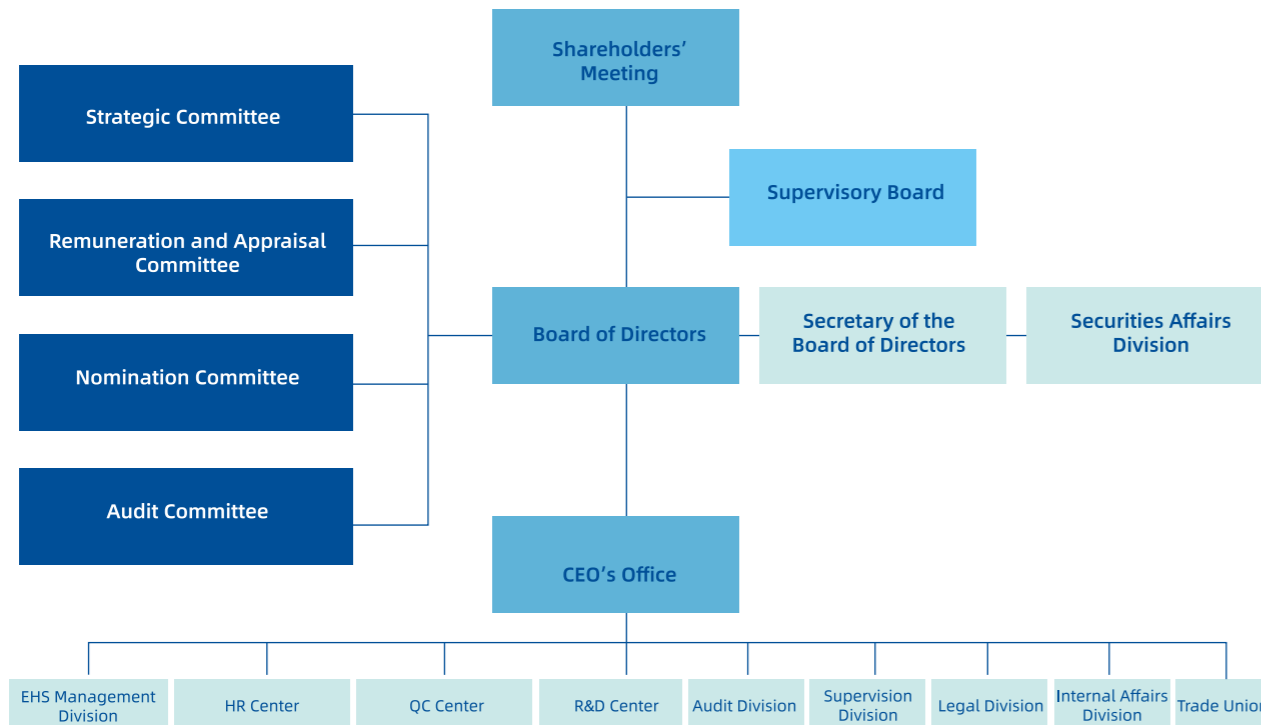 Shareholders'
Meeting
Strategic Committee
Supervisory Board
Remuneration and Appraisal
Committee
Board of Directors
Secretary of the
Board of Directors
Securities Affairs
Division
Nomination Committee
Audit Committee
CEO's Office
EHS Management
Division
HR Center
QC Center
R&D Center
Audit Division
Supervision
Division
Legal Division
Internal Affairs
Division
Trade Union